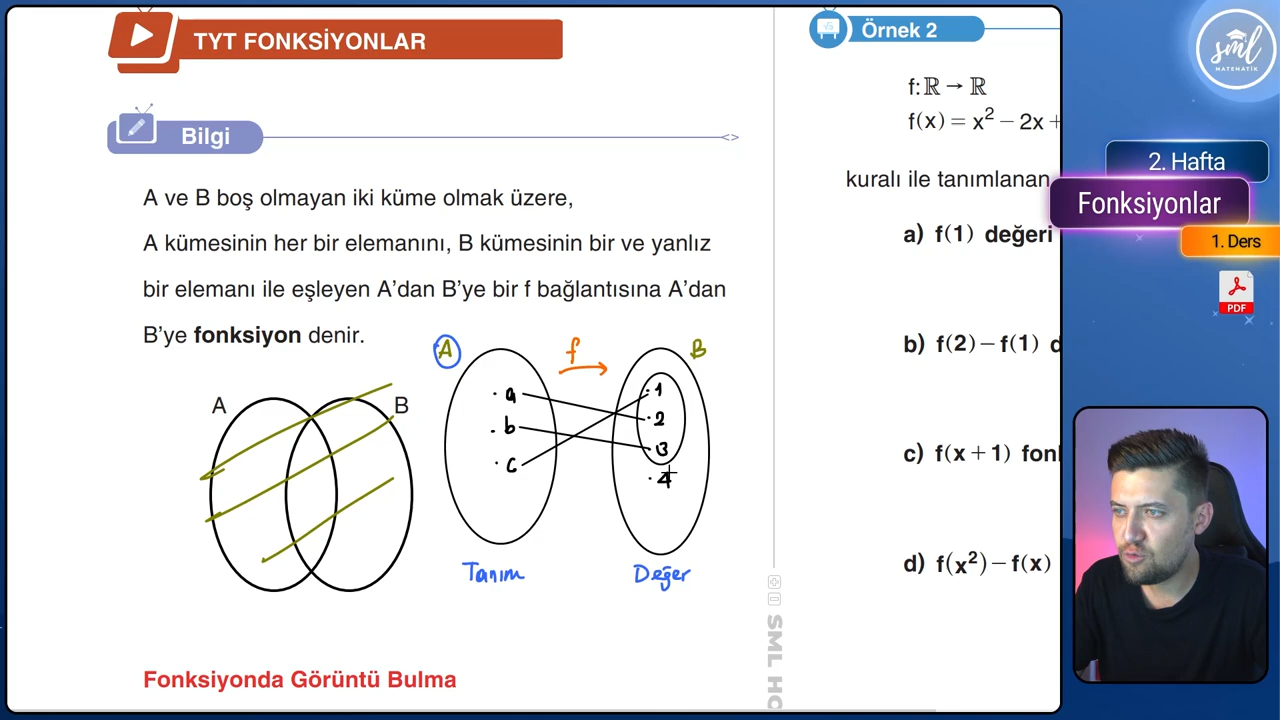 TYT FONKSİYONLAR
Bilgi
A ve B boş olmayan iki küme olmak üzere,
A kümesinin her bir elemanını, B kümesinin bir ve yanlız
bir elemanı ile eşleyen A'dan B'ye bir f bağlantısına A'dan
B'ye fonksiyon denir.
A
B
A
f
B
a
b
c
1
2
3
4
Tanım
Değer
Fonksiyonda Görüntü Bulma
SML HO
Örnek 2
f: ℝ → ℝ
f(x) = x² − 2x +
kuralı ile tanımlanan
a) f(1) değeri
b) f(2) − f(1) d
c) f(x + 1) fonk
d) f(x²) − f(x)
sml
MATEMATİK
2. Hafta
Fonksiyonlar
1. Ders
PDF